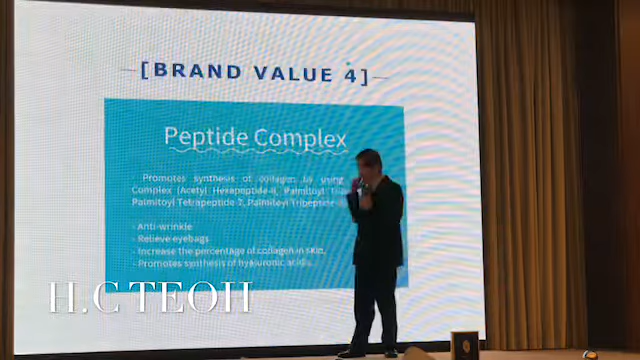 [BRAND VALUE 4]
Peptide Complex
Promotes synthesis of collagen by using
Complex (Acetyl Hexapeptide-8, Palmitoyl
Palmitoyl Tetrapeptide-7, Palmitoyl Tripeptide
- Anti-wrinkle
- Relieve eyebags
- Increase the percentage of collagen in skin.
- Promotes synthesis of hyaluronic acids.
H.C TEOH